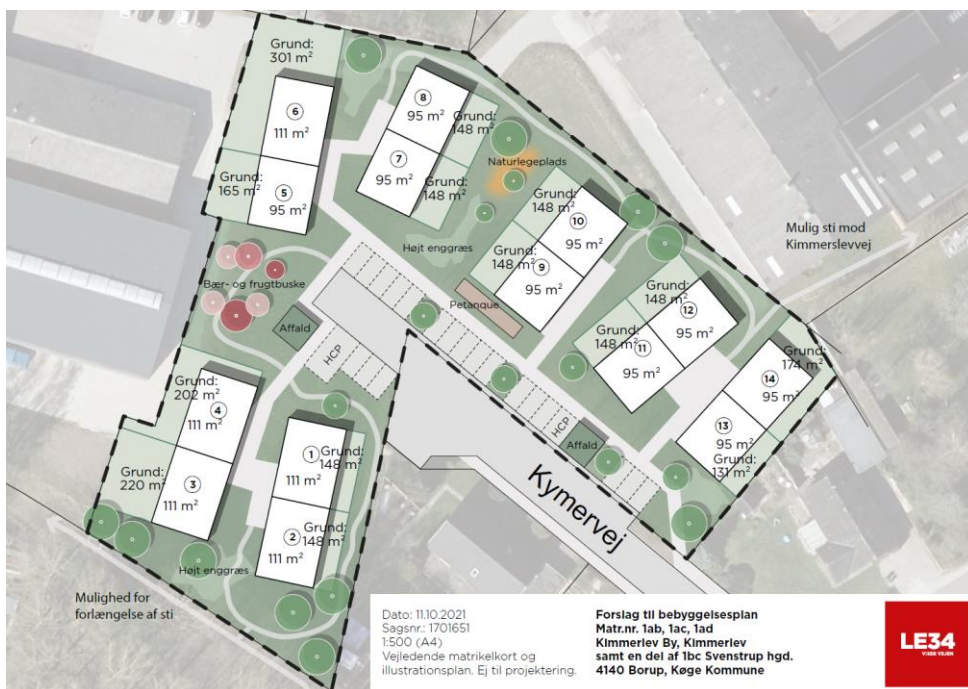 Grund:
301 m²
6
111 m²
Grund:
165 m²
5
95 m²
8
95 m²
Grund:
148 m²
7
95 m²
Grund:
148 m²
Naturlegeplads
Grund:
148 m²
10
95 m²
Højt enggræs
Grund:
148 m²
9
95 m²
Petanque
Mulig sti mod
Kimmerslevvej
Bær- og frugtbuske
Affald
HCP
Grund:
148 m²
12
95 m²
Grund:
148 m²
11
95 m²
Grund:
174 m²
14
95 m²
13
95 m²
Grund:
131 m²
HCP
Affald
Kymervej
Grund:
202 m²
4
111 m²
Grund:
220 m²
3
111 m²
1
Grund:
148 m²
111 m²
2
Grund:
148 m²
111 m²
Højt enggræs
Mulighed for
forlængelse af sti
Dato: 11.10.2021
Sagsnr.: 1701651
1:500 (A4)
Vejledende matrikelkort og
illustrationsplan. Ej til projektering.
Forslag til bebyggelsesplan
Matr.nr. 1ab, 1ac, 1ad
Kimmerlev By, Kimmerlev
samt en del af 1bc Svenstrup hgd.
4140 Borup, Køge Kommune
LE34